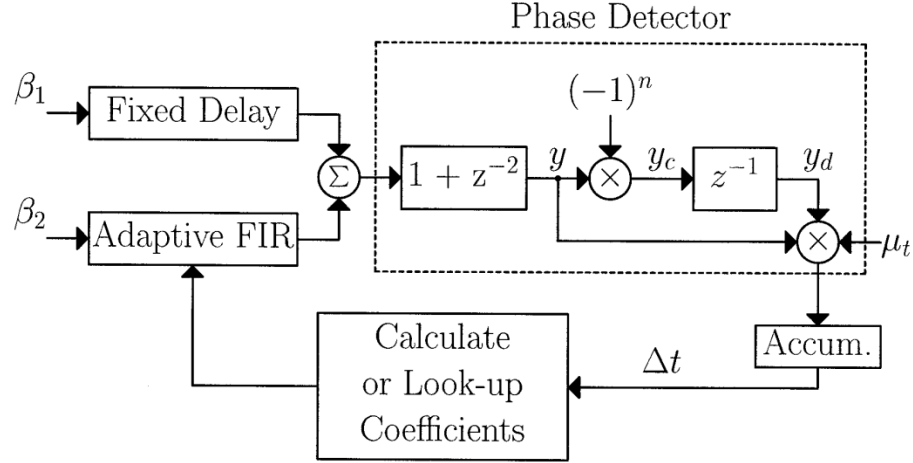 Phase Detector
β₁
Fixed Delay
(-1)ⁿ
Σ
1 + z⁻²
y
×
y_c
z⁻¹
y_d
β₂
Adaptive FIR
×
μ_t
Calculate
or Look-up
Coefficients
Δt
Accum.